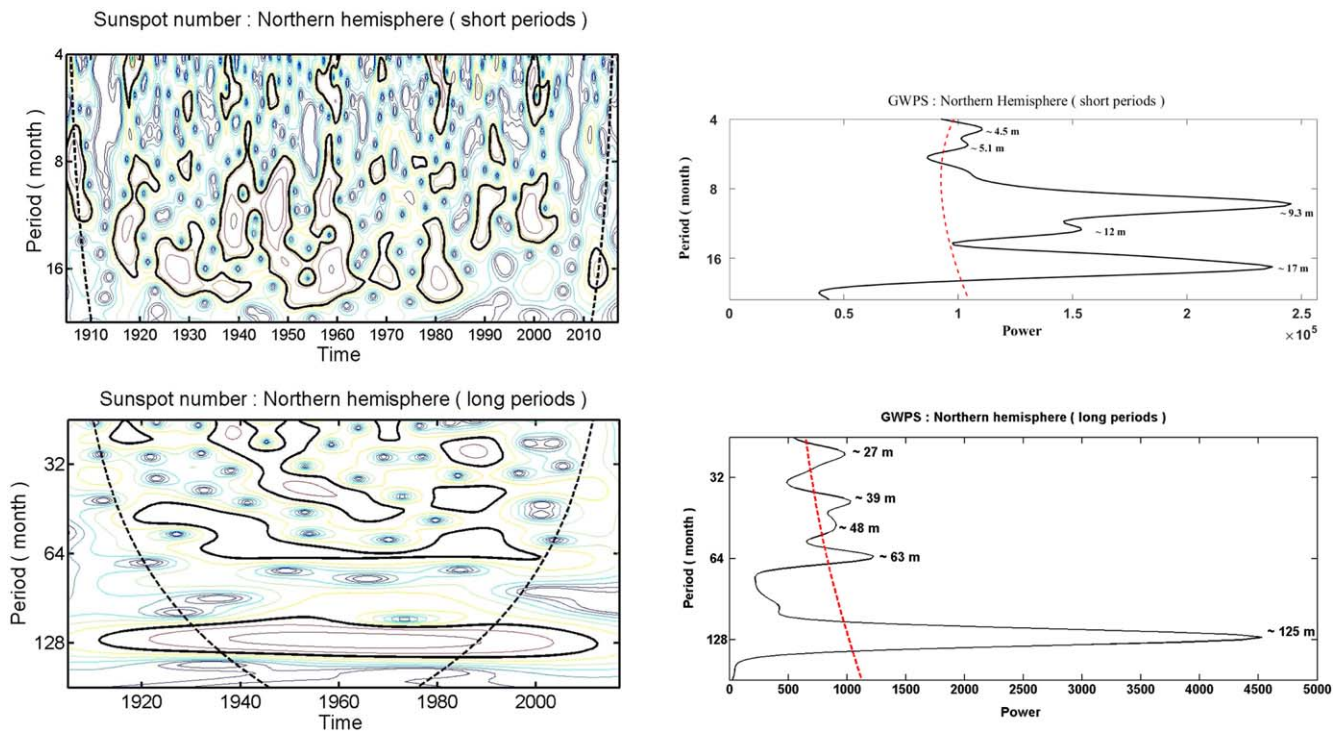 Sunspot number : Northern hemisphere ( short periods )
4
8
16
Period ( month )
1910 1920 1930 1940 1950 1960 1970 1980 1990 2000 2010
Time
GWPS : Northern Hemisphere ( short periods )
4
8
16
Period ( month )
~ 4.5 m
~ 5.1 m
~ 9.3 m
~ 12 m
~ 17 m
0 0.5 1 1.5 2 2.5
× 10^5
Power
Sunspot number : Northern hemisphere ( long periods )
32
64
128
Period ( month )
1920 1940 1960 1980 2000
Time
GWPS : Northern hemisphere ( long periods )
32
64
128
Period ( month )
~ 27 m
~ 39 m
~ 48 m
~ 63 m
~ 125 m
0 500 1000 1500 2000 2500 3000 3500 4000 4500 5000
Power